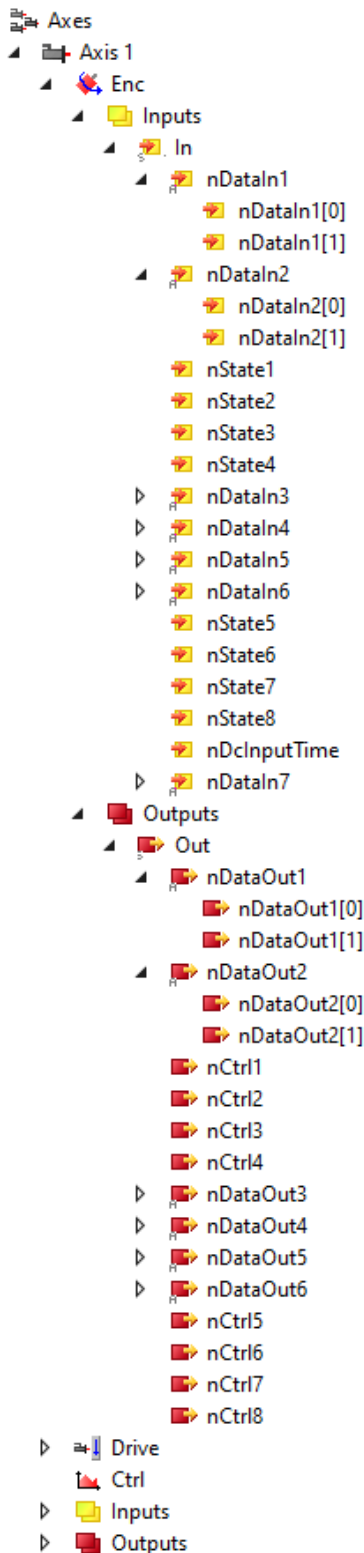 Axes
Axis 1
Enc
Inputs
In
nDataIn1
nDataIn1[0]
nDataIn1[1]
nDataIn2
nDataIn2[0]
nDataIn2[1]
nState1
nState2
nState3
nState4
nDataIn3
nDataIn4
nDataIn5
nDataIn6
nState5
nState6
nState7
nState8
nDcInputTime
nDataIn7
Outputs
Out
nDataOut1
nDataOut1[0]
nDataOut1[1]
nDataOut2
nDataOut2[0]
nDataOut2[1]
nCtrl1
nCtrl2
nCtrl3
nCtrl4
nDataOut3
nDataOut4
nDataOut5
nDataOut6
nCtrl5
nCtrl6
nCtrl7
nCtrl8
Drive
Ctrl
Inputs
Outputs